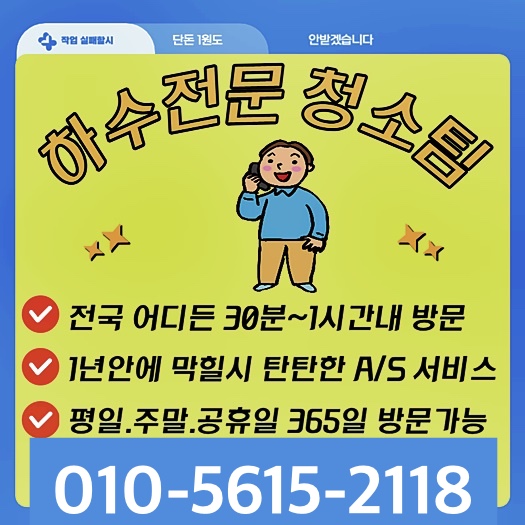 작업 실패할시 단돈 1원도 안받겠습니다
하수전문 청소팀
전국 어디든 30분~1시간내 방문
1년안에 막힐시 탄탄한 A/S 서비스
평일.주말.공휴일 365일 방문가능
010-5615-2118